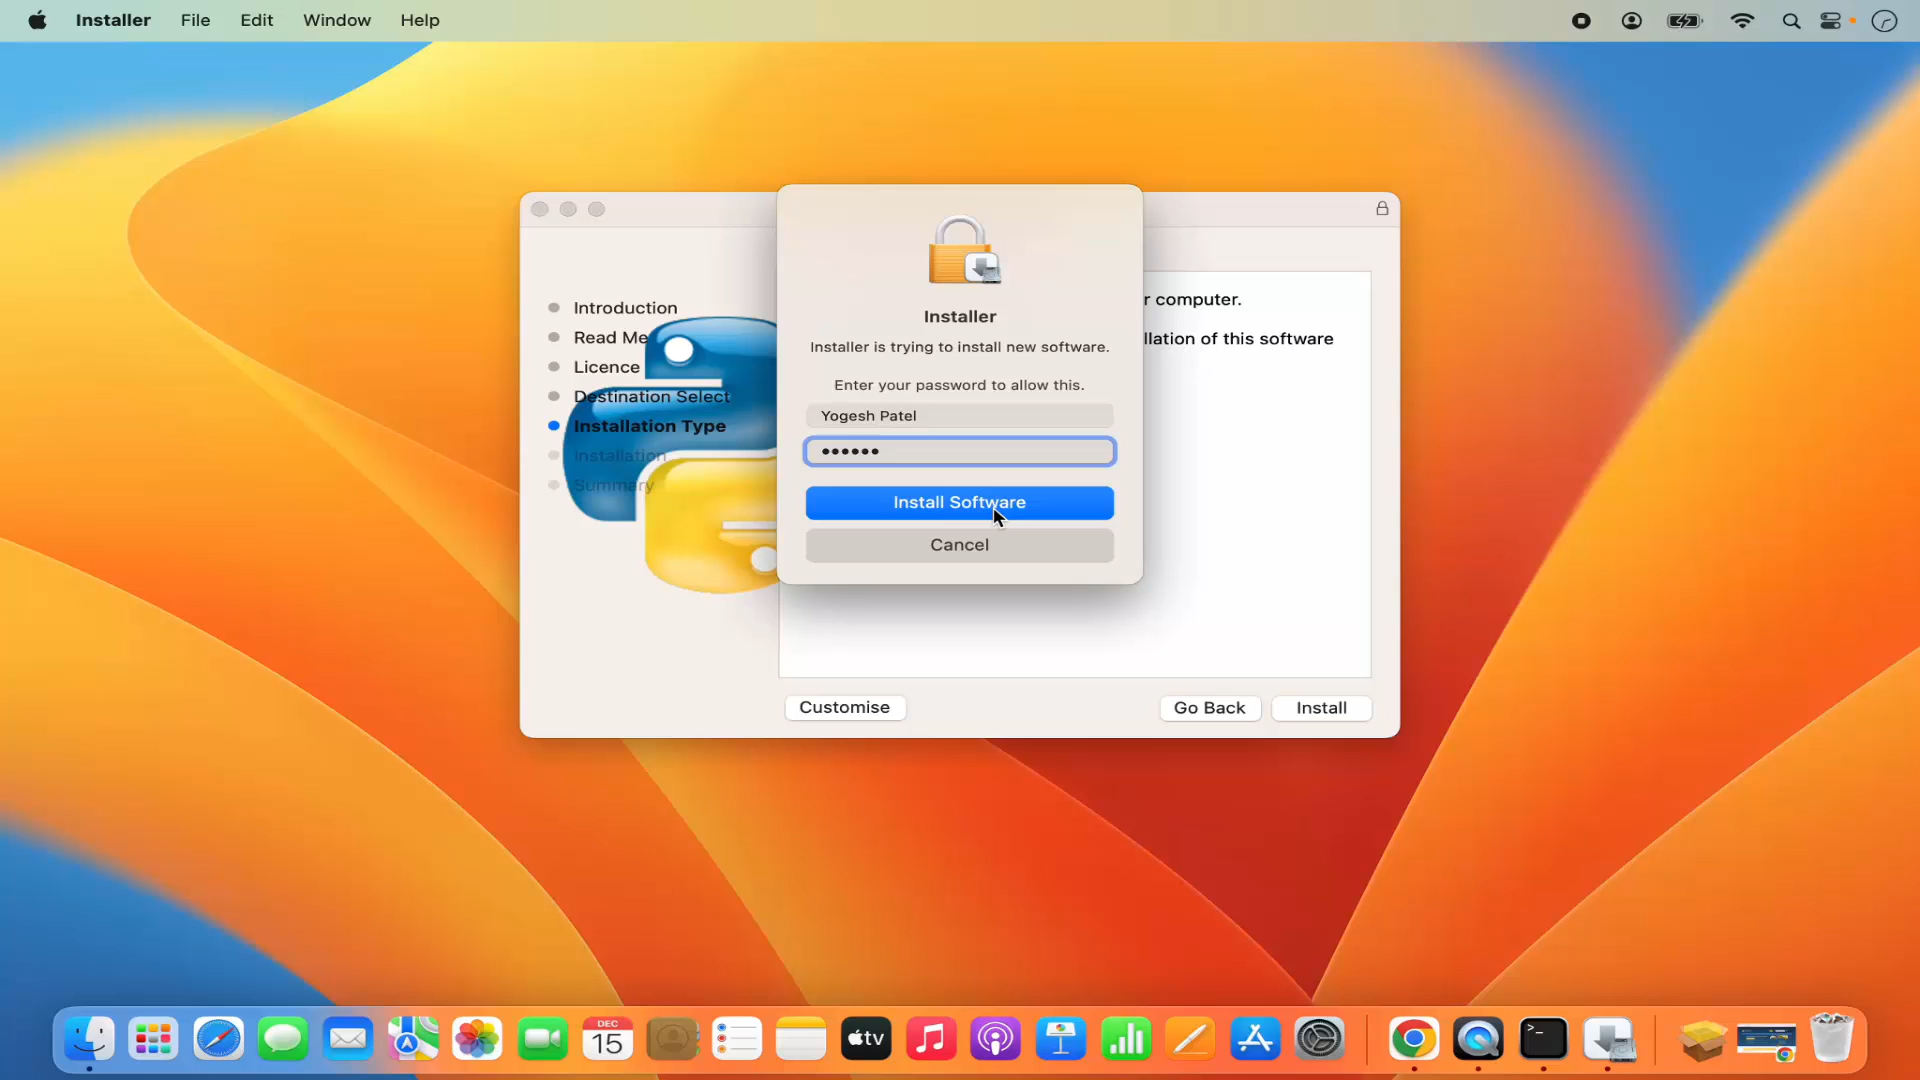 Installer File Edit Window Help
Introduction
Read Me
Licence
Destination Select
Installation Type
Installation
Summary
r computer.
llation of this software
Installer
Installer is trying to install new software.
Enter your password to allow this.
Yogesh Patel
••••••
Install Software
Cancel
Customise Go Back Install
DEC
15
tv
>_